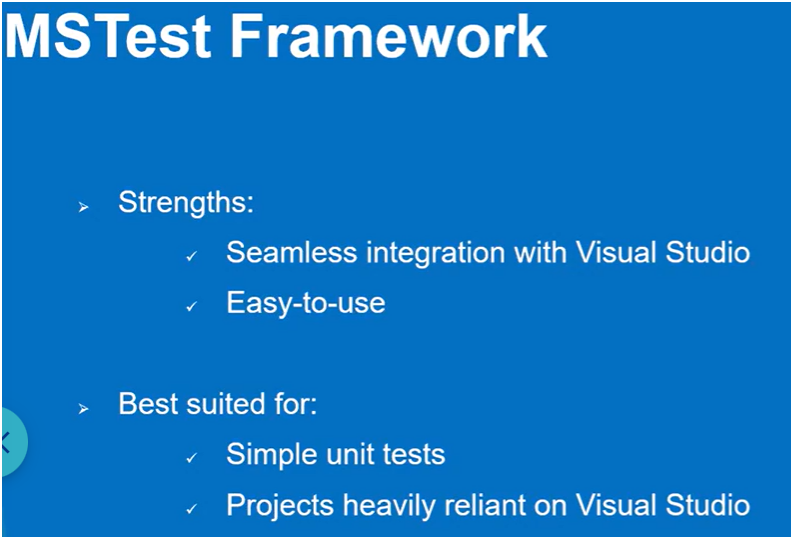 MSTest Framework
Strengths:
Seamless integration with Visual Studio
Easy-to-use
Best suited for:
Simple unit tests
Projects heavily reliant on Visual Studio